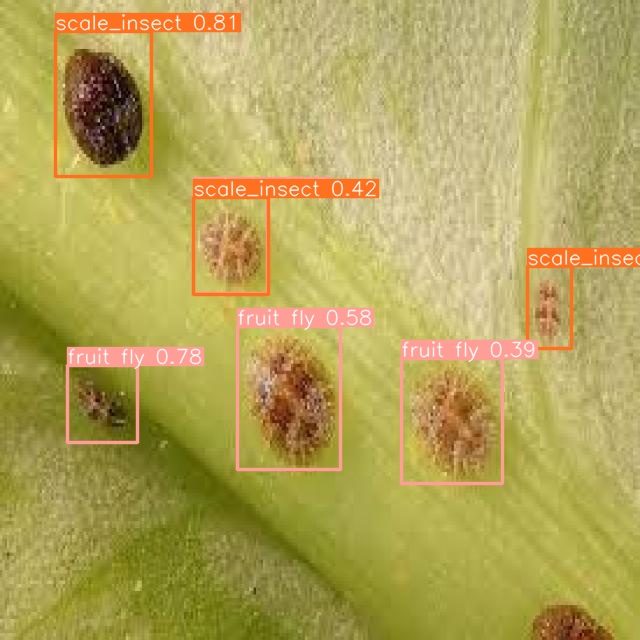 scale_insect 0.81
scale_insect 0.42
scale_insec
fruit fly 0.58
fruit fly 0.39
fruit fly 0.78